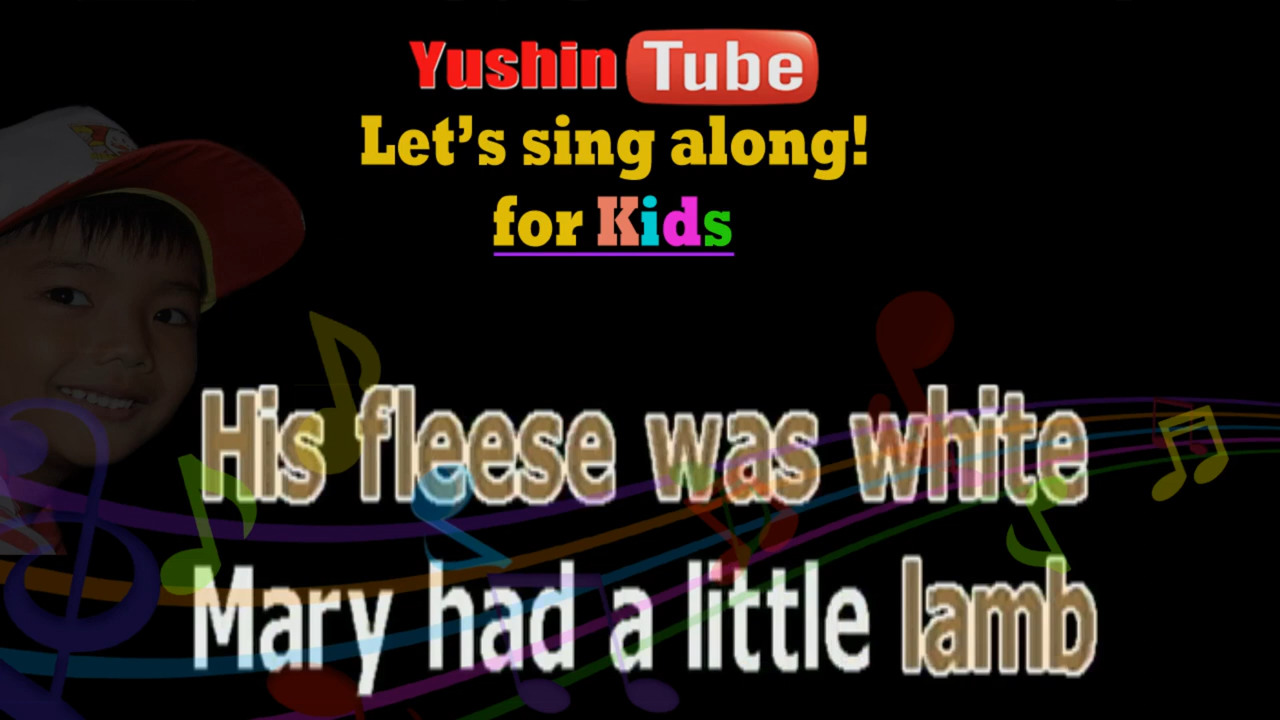 Yushin Tube
Let's sing along!
for Kids
His fleese was white
Mary had a little lamb